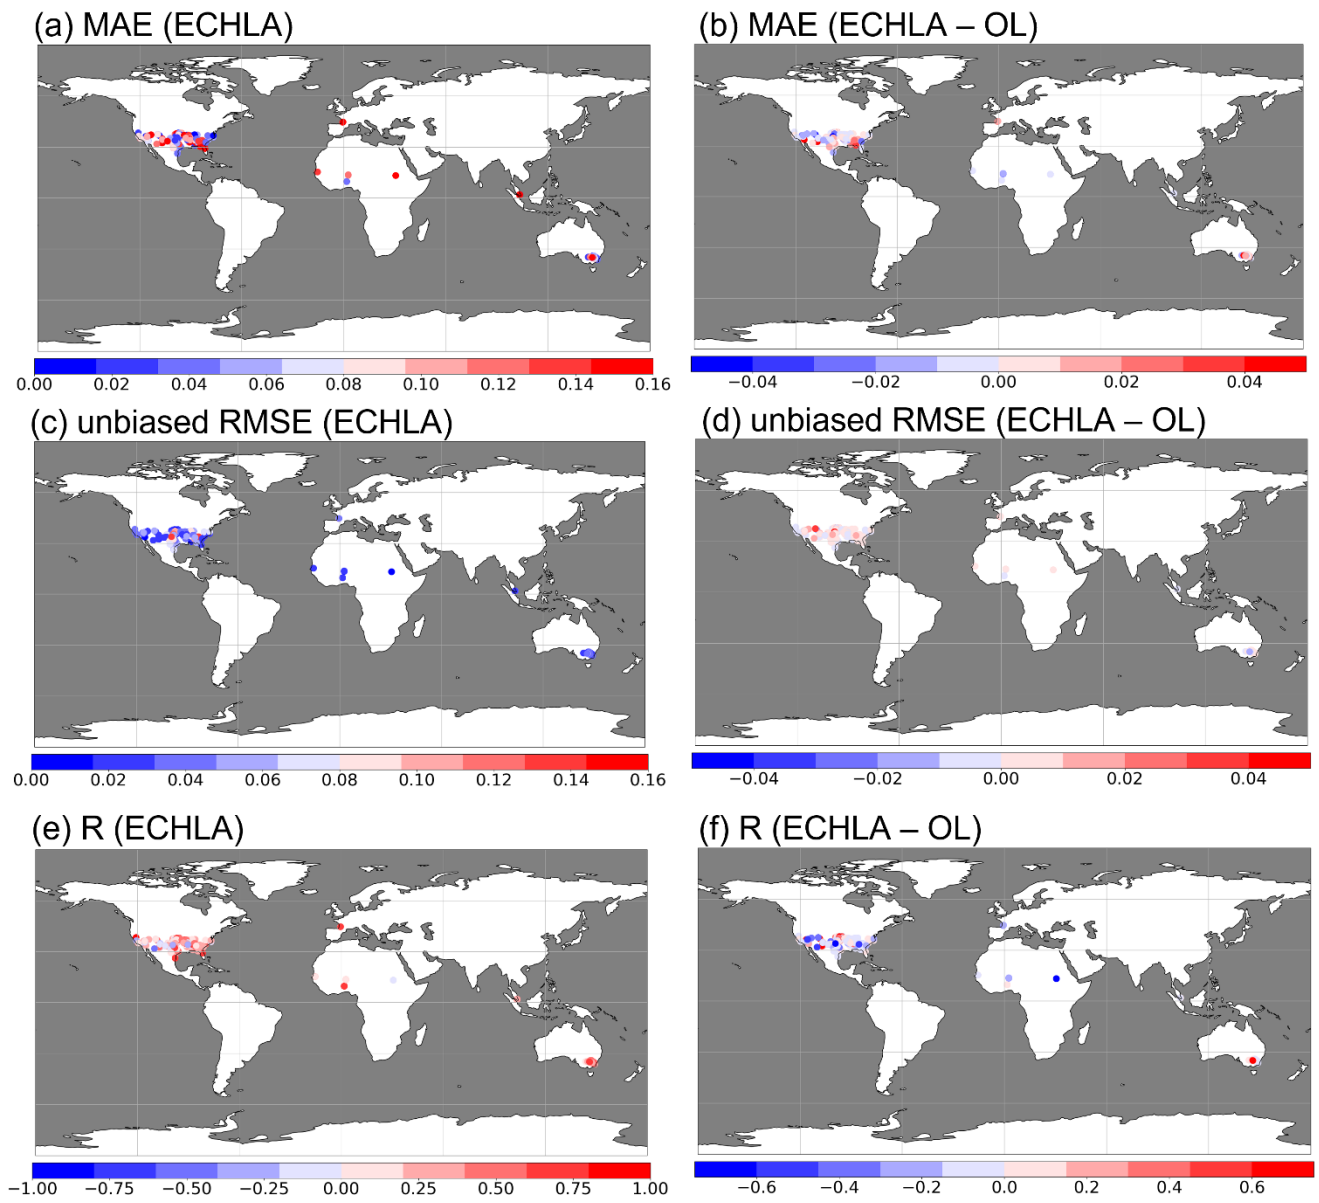 (a) MAE (ECHLA)
(b) MAE (ECHLA – OL)
0.00 0.02 0.04 0.06 0.08 0.10 0.12 0.14 0.16
−0.04 −0.02 0.00 0.02 0.04
(c) unbiased RMSE (ECHLA)
(d) unbiased RMSE (ECHLA – OL)
0.00 0.02 0.04 0.06 0.08 0.10 0.12 0.14 0.16
−0.04 −0.02 0.00 0.02 0.04
(e) R (ECHLA)
(f) R (ECHLA – OL)
−1.00 −0.75 −0.50 −0.25 0.00 0.25 0.50 0.75 1.00
−0.6 −0.4 −0.2 0.0 0.2 0.4 0.6